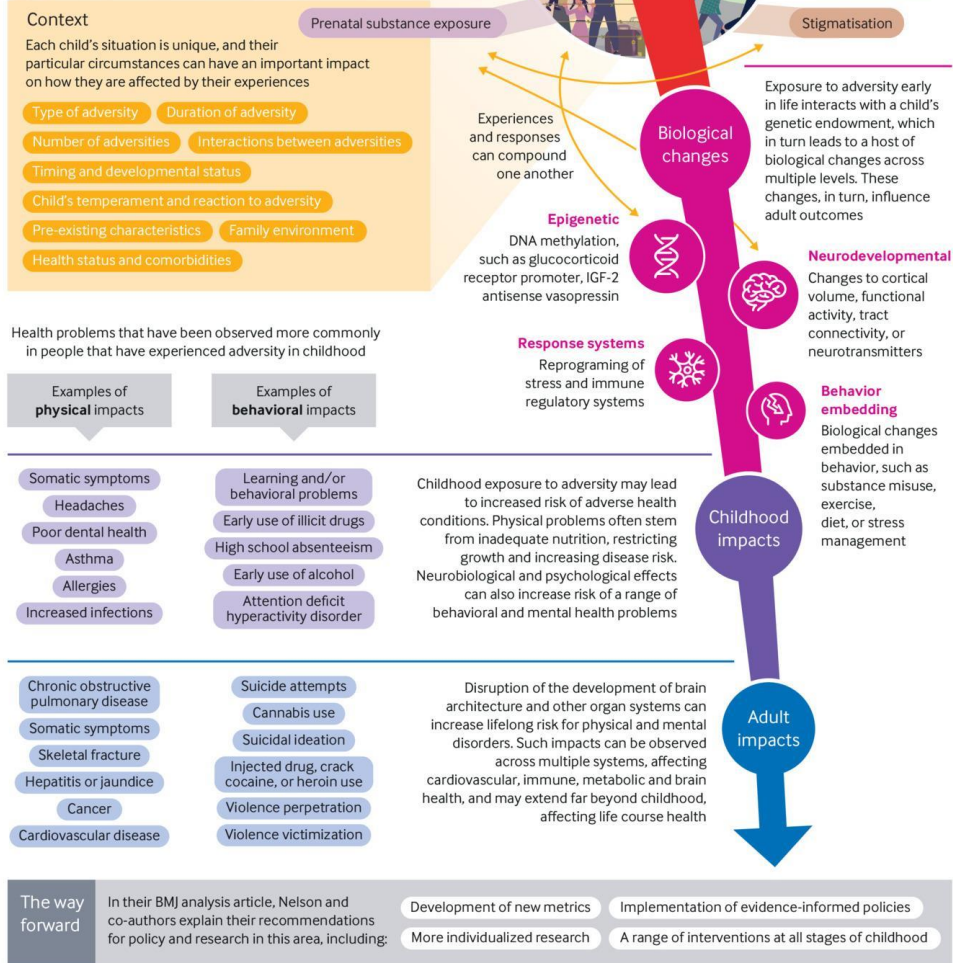 Context
Each child's situation is unique, and their
particular circumstances can have an important impact
on how they are affected by their experiences
Type of adversity
Duration of adversity
Number of adversities
Interactions between adversities
Timing and developmental status
Child's temperament and reaction to adversity
Pre-existing characteristics
Family environment
Health status and comorbidities
Prenatal substance exposure
Stigmatisation
Experiences
and responses
can compound
one another
Biological
changes
Exposure to adversity early
in life interacts with a child's
genetic endowment, which
in turn leads to a host of
biological changes across
multiple levels. These
changes, in turn, influence
adult outcomes
Epigenetic
DNA methylation,
such as glucocorticoid
receptor promoter, IGF-2
antisense vasopressin
Neurodevelopmental
Changes to cortical
volume, functional
activity, tract
connectivity, or
neurotransmitters
Response systems
Reprograming of
stress and immune
regulatory systems
Behavior
embedding
Biological changes
embedded in
behavior, such as
substance misuse,
exercise,
diet, or stress
management
Health problems that have been observed more commonly
in people that have experienced adversity in childhood
Examples of
physical impacts
Examples of
behavioral impacts
Somatic symptoms
Headaches
Poor dental health
Asthma
Allergies
Increased infections
Learning and/or
behavioral problems
Early use of illicit drugs
High school absenteeism
Early use of alcohol
Attention deficit
hyperactivity disorder
Childhood exposure to adversity may lead
to increased risk of adverse health
conditions. Physical problems often stem
from inadequate nutrition, restricting
growth and increasing disease risk.
Neurobiological and psychological effects
can also increase risk of a range of
behavioral and mental health problems
Childhood
impacts
Chronic obstructive
pulmonary disease
Somatic symptoms
Skeletal fracture
Hepatitis or jaundice
Cancer
Cardiovascular disease
Suicide attempts
Cannabis use
Suicidal ideation
Injected drug, crack
cocaine, or heroin use
Violence perpetration
Violence victimization
Disruption of the development of brain
architecture and other organ systems can
increase lifelong risk for physical and mental
disorders. Such impacts can be observed
across multiple systems, affecting
cardiovascular, immune, metabolic and brain
health, and may extend far beyond childhood,
affecting life course health
Adult
impacts
The way
forward
In their BMJ analysis article, Nelson and
co-authors explain their recommendations
for policy and research in this area, including:
Development of new metrics
Implementation of evidence-informed policies
More individualized research
A range of interventions at all stages of childhood